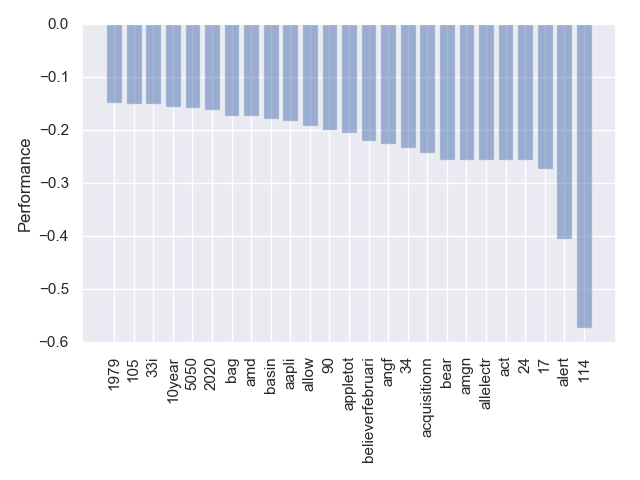 0.0
−0.1
−0.2
−0.3
−0.4
−0.5
−0.6
Performance
1979
105
33i
10year
5050
2020
bag
amd
basin
aapli
allow
90
appletot
believerfebruari
angf
34
acquisitionn
bear
amgn
allelectr
act
24
17
alert
114